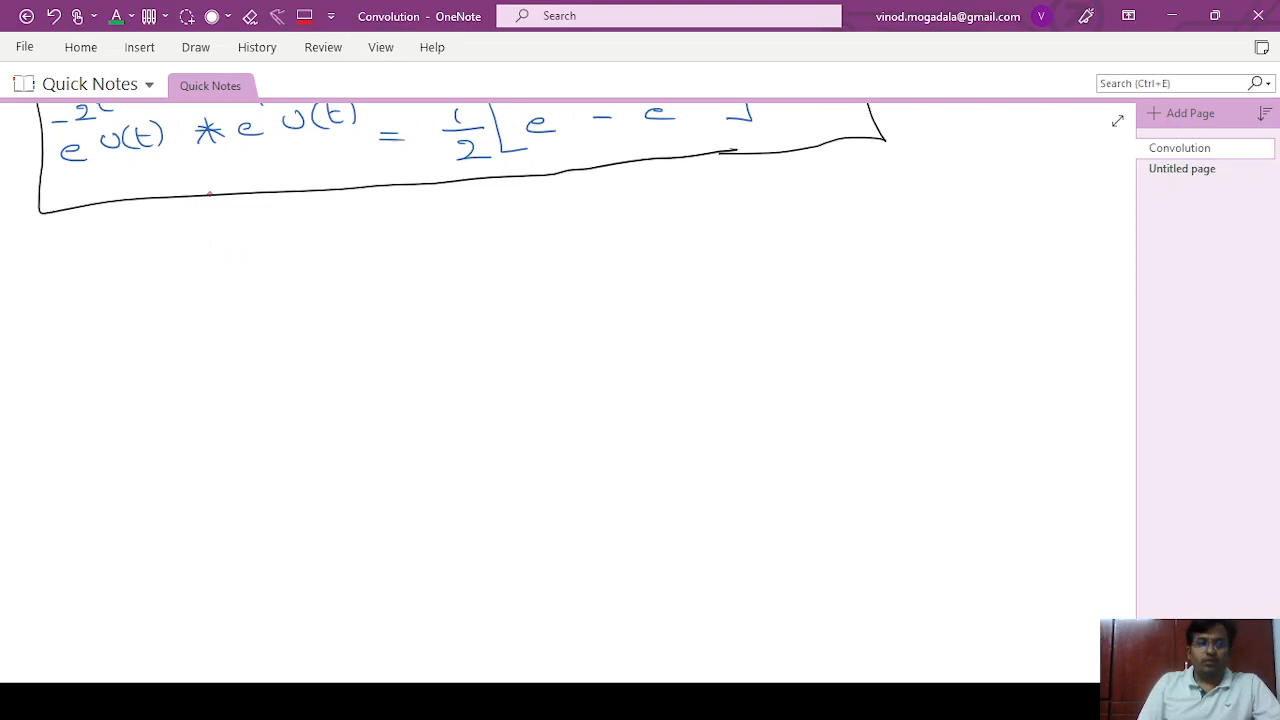 Convolution - OneNote
Search
vinod.mogadala@gmail.com
V
File Home Insert Draw History Review View Help
Quick Notes
Quick Notes
Search (Ctrl+E)
Add Page
Convolution
Untitled page
-2t
e u(t) * e u(t) = 1/2 [ e - e ]